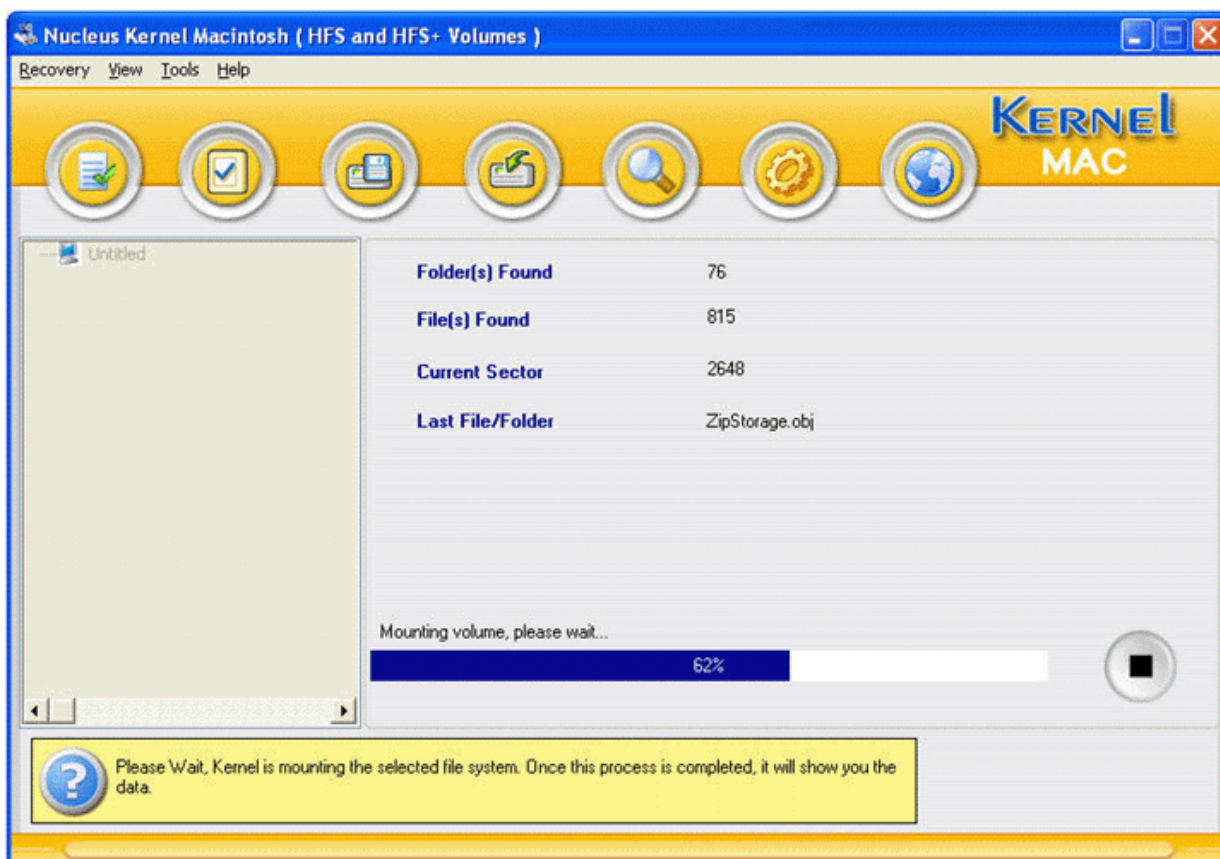 Nucleus Kernel Macintosh ( HFS and HFS+ Volumes )
Recovery View Tools Help
KERNEL
MAC
Untitled
Folder(s) Found 76
File(s) Found 815
Current Sector 2648
Last File/Folder ZipStorage.obj
Mounting volume, please wait...
62%
Please Wait, Kernel is mounting the selected file system. Once this process is completed, it will show you the
data.